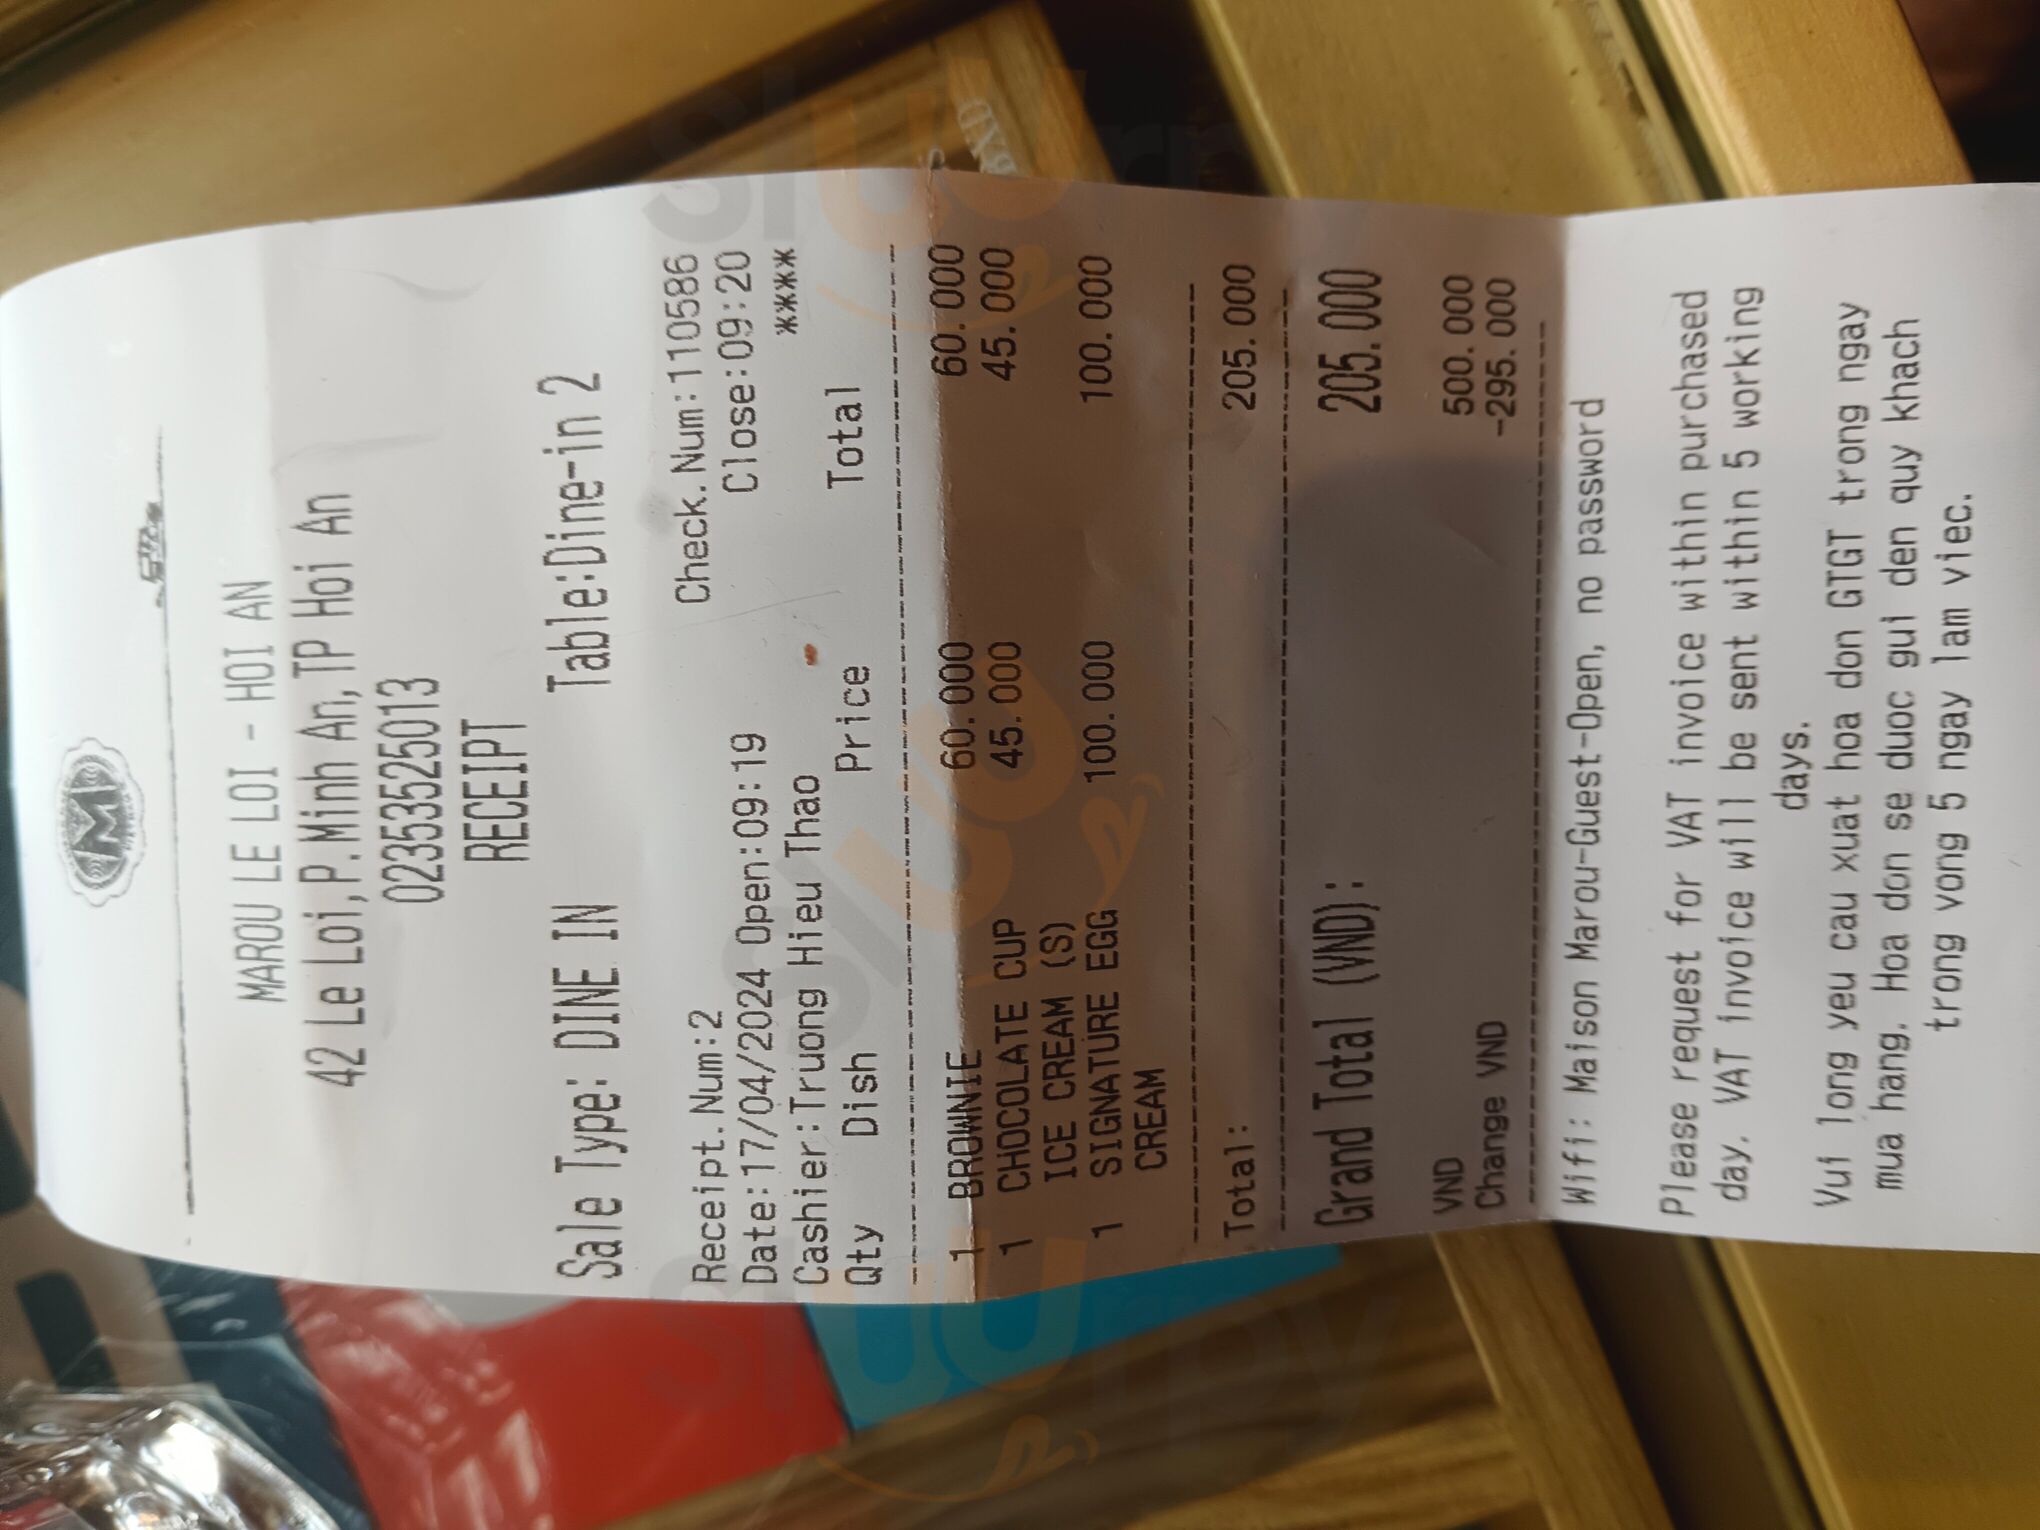 M
MAROU LE LOI - HOI AN
42 Le Loi,P.Minh An,TP Hoi An
02353525013
RECEIPT
Sale Type: DINE IN Table:Dine-in 2
Receipt.Num:2 Check.Num:110586
Date:17/04/2024 Open:09:19 Close:09:20
Cashier:Truong Hieu Thao ****
Qty Dish Price Total
1 BROWNIE 60.000 60.000
1 CHOCOLATE CUP 45.000 45.000
ICE CREAM (S)
1 SIGNATURE EGG 100.000 100.000
CREAM
Total: 205.000
Grand Total (VND): 205.000
VND 500.000
Change VND -295.000
Wifi: Maison Marou-Guest-Open, no password
Please request for VAT invoice within purchased
day. VAT invoice will be sent within 5 working
days.
Vui long yeu cau xuat hoa don GTGT trong ngay
mua hang. Hoa don se duoc gui den quy khach
trong vong 5 ngay lam viec.
sluurpy
sluurpy
sluu